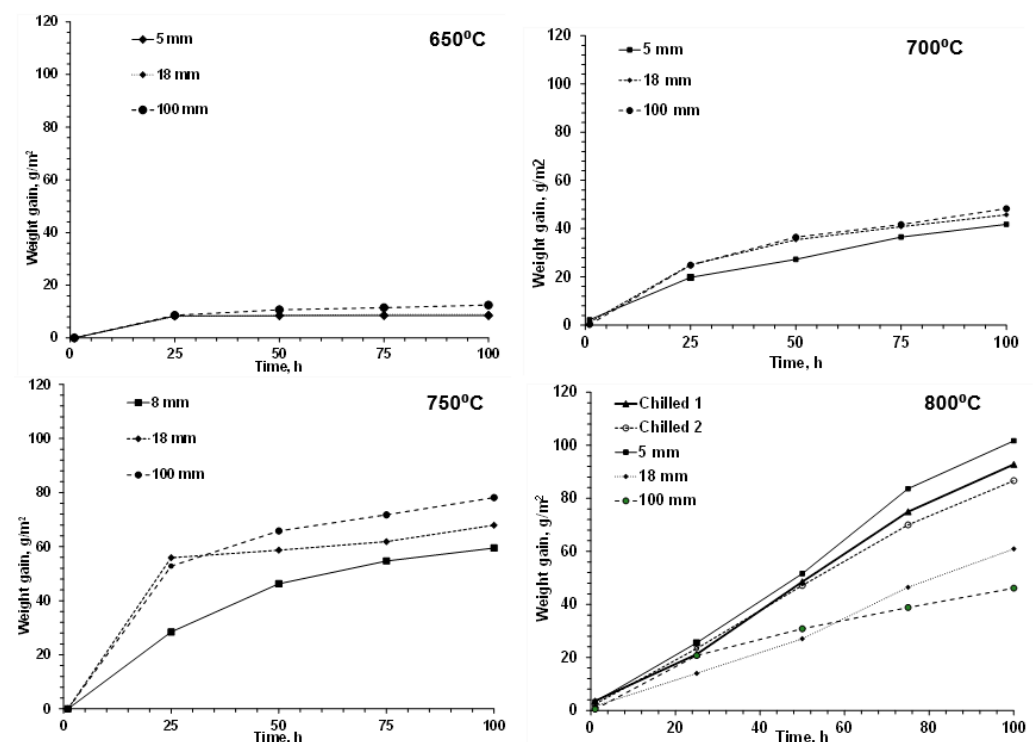 650⁰C
5 mm
18 mm
100 mm
Weight gain, g/m²
120
100
80
60
40
20
0
0 25 50 75 100
Time, h
700⁰C
5 mm
18 mm
100 mm
Weight gain, g/m2
120
100
80
60
40
20
0
0 25 50 75 100
Time, h
750⁰C
8 mm
18 mm
100 mm
Weight gain, g/m²
120
100
80
60
40
20
0
0 25 50 75 100
Time, h
800⁰C
Chilled 1
Chilled 2
5 mm
18 mm
100 mm
Weight gain, g/m²
120
100
80
60
40
20
0
0 20 40 60 80 100
Time, h